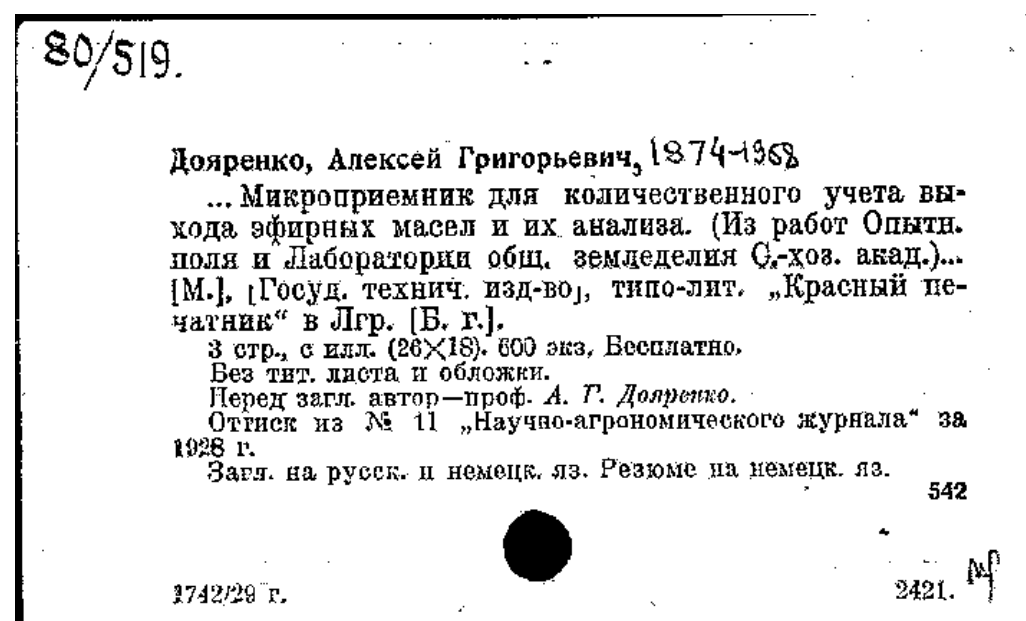 80/519.
Дояренко, Алексей Григорьевич, 1874-1958
... Микроприемник для количественного учета вы-
хода эфирных масел и их анализа. (Из работ Опытн.
поля и Лаборатории общ. земледелия С.-хоз. акад.)...
[М.], [Госуд. технич. изд-во], типо-лит. „Красный пе-
чатник“ в Лгр. [Б. г.].
3 стр., с илл. (26×18). 600 экз. Бесплатно.
Без тит. листа и обложки.
Перед загл. автор—проф. А. Г. Дояренко.
Оттиск из № 11 „Научно-агрономического журнала“ за
1928 г.
Загл. на русск. и немецк. яз. Резюме на немецк. яз.
542
1742/29 г.
2421.